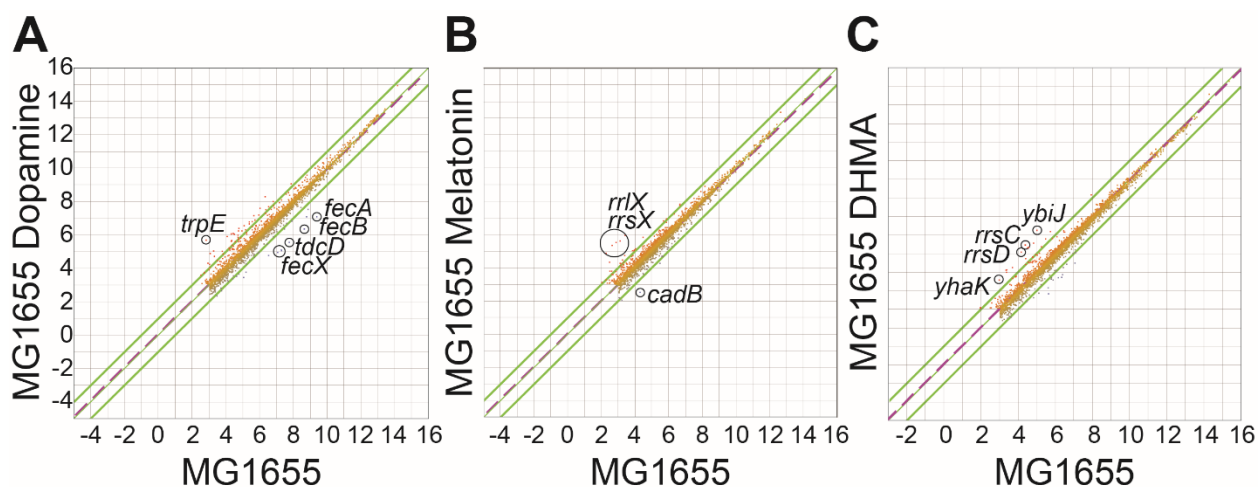 A
MG1655 Dopamine
16
14
12
10
8
6
4
2
0
-2
-4
trpE
fecA
fecB
tdcD
fecX
-4 -2 0 2 4 6 8 10 12 14 16
MG1655
B
MG1655 Melatonin
rrlX
rrsX
cadB
-4 -2 0 2 4 6 8 10 12 14 16
MG1655
C
MG1655 DHMA
ybiJ
rrsC
rrsD
yhaK
-2 0 2 4 6 8 10 12 14 16
MG1655